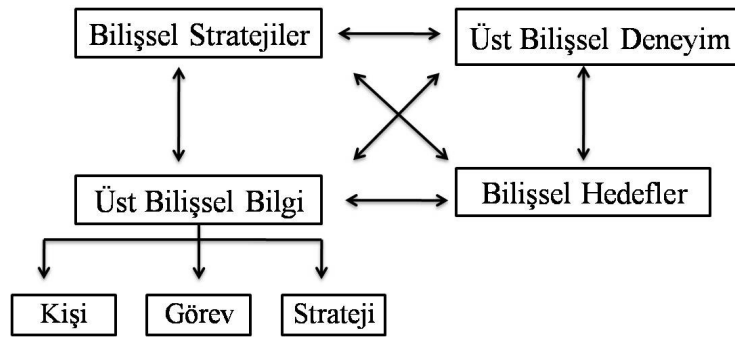 Bilişsel Stratejiler
Üst Bilişsel Deneyim
Üst Bilişsel Bilgi
Bilişsel Hedefler
Kişi
Görev
Strateji